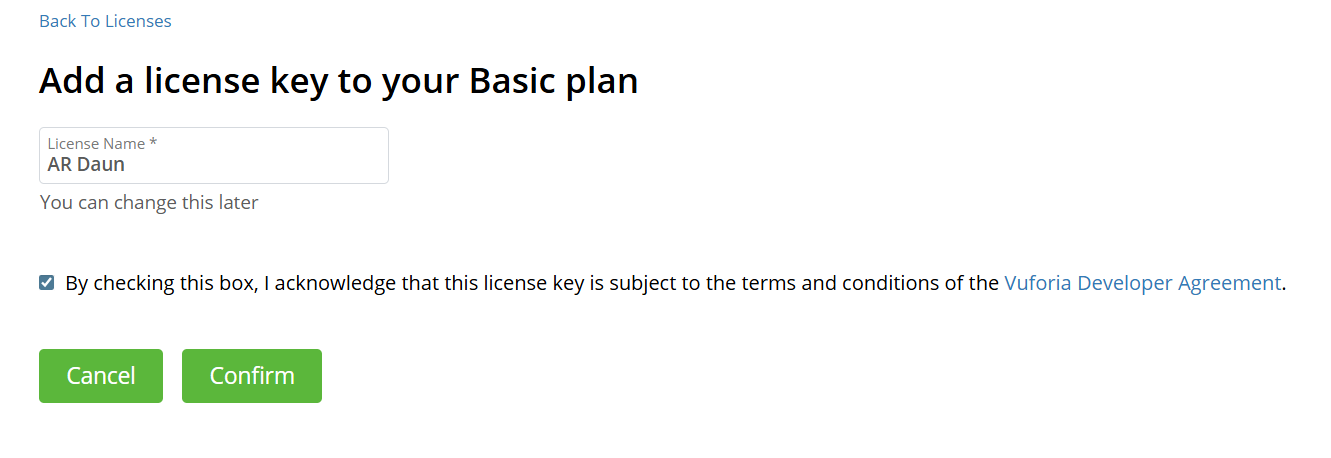 Back To Licenses
Add a license key to your Basic plan
License Name *
AR Daun
You can change this later
By checking this box, I acknowledge that this license key is subject to the terms and conditions of the Vuforia Developer Agreement.
Cancel Confirm